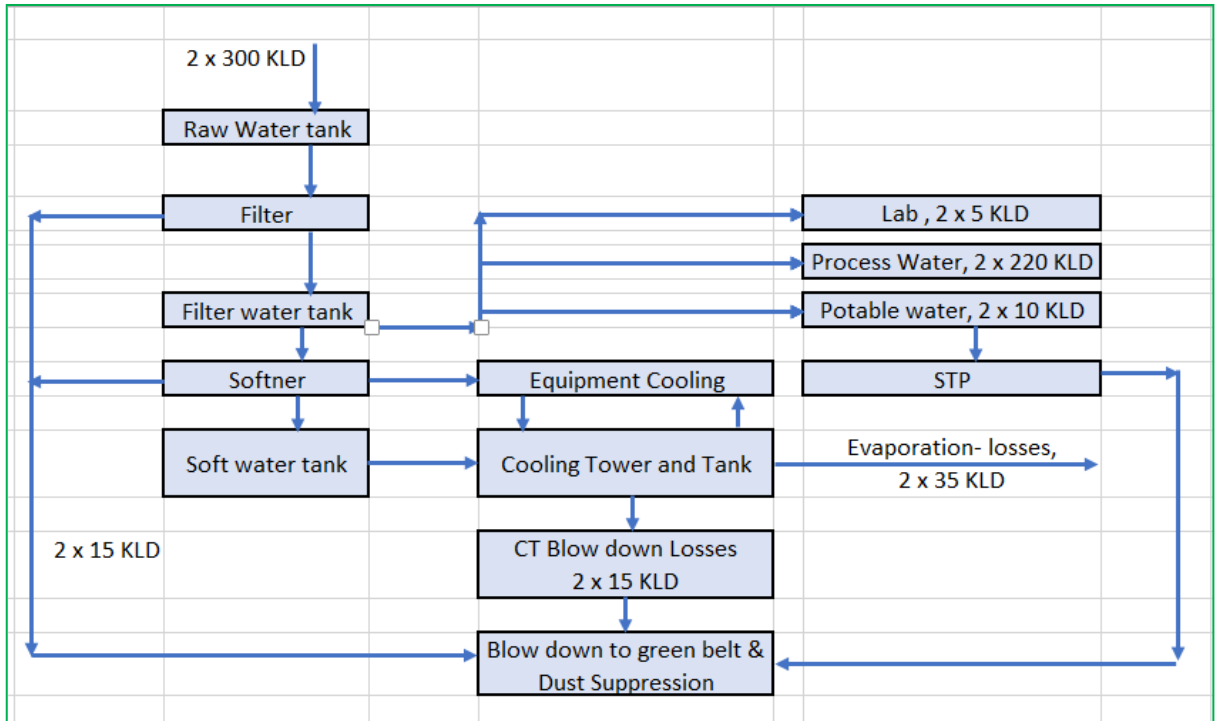 2 x 300 KLD
Raw Water tank
Filter
Lab , 2 x 5 KLD
Process Water, 2 x 220 KLD
Filter water tank
Potable water, 2 x 10 KLD
Softner
Equipment Cooling
STP
Soft water tank
Cooling Tower and Tank
Evaporation- losses,
2 x 35 KLD
2 x 15 KLD
CT Blow down Losses
2 x 15 KLD
Blow down to green belt &
Dust Suppression